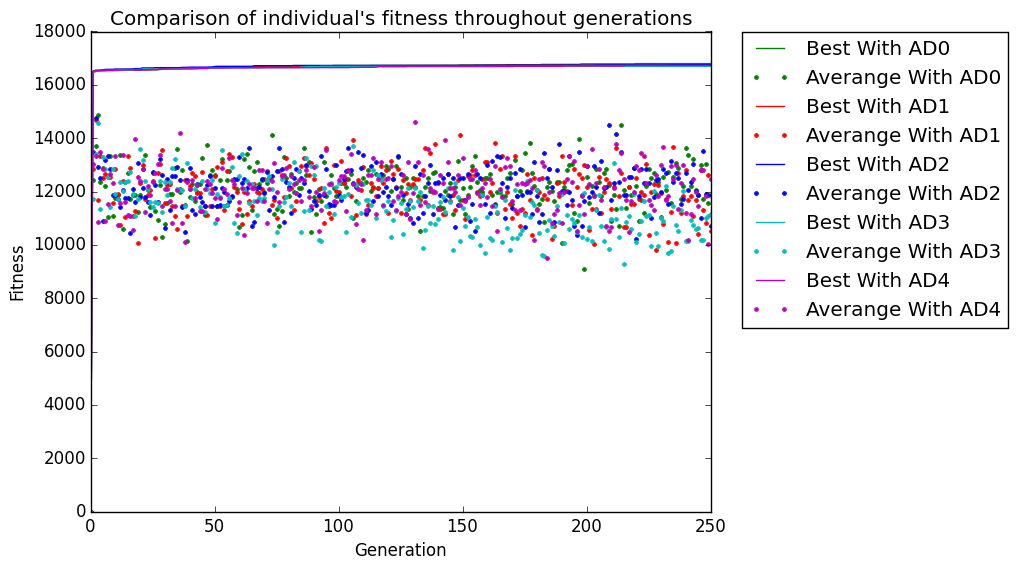 Comparison of individual's fitness throughout generations
18000
16000
14000
12000
10000
8000
6000
4000
2000
0
Fitness
0 50 100 150 200 250
Generation
Best With AD0
Averange With AD0
Best With AD1
Averange With AD1
Best With AD2
Averange With AD2
Best With AD3
Averange With AD3
Best With AD4
Averange With AD4